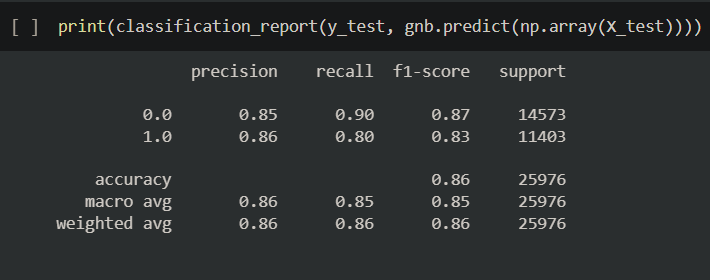 [ ] print(classification_report(y_test, gnb.predict(np.array(X_test))))
precision recall f1-score support
0.0 0.85 0.90 0.87 14573
1.0 0.86 0.80 0.83 11403
accuracy 0.86 25976
macro avg 0.86 0.85 0.85 25976
weighted avg 0.86 0.86 0.86 25976